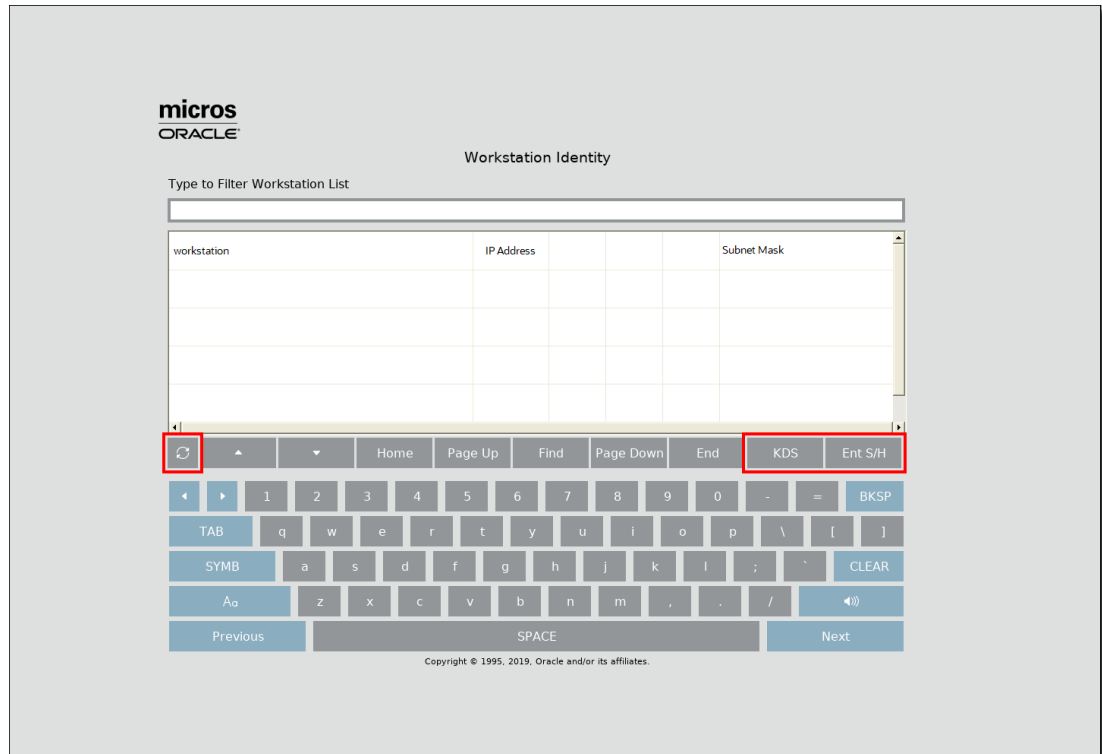 micros
ORACLE
Workstation Identity
Type to Filter Workstation List
workstation IP Address Subnet Mask
Home Page Up Find Page Down End KDS Ent S/H
1 2 3 4 5 6 7 8 9 0 - = BKSP
TAB q w e r t y u i o p \ [ ]
SYMB a s d f g h j k l ; ` CLEAR
Aa z x c v b n m , . /
Previous SPACE Next
Copyright © 1995, 2019, Oracle and/or its affiliates.